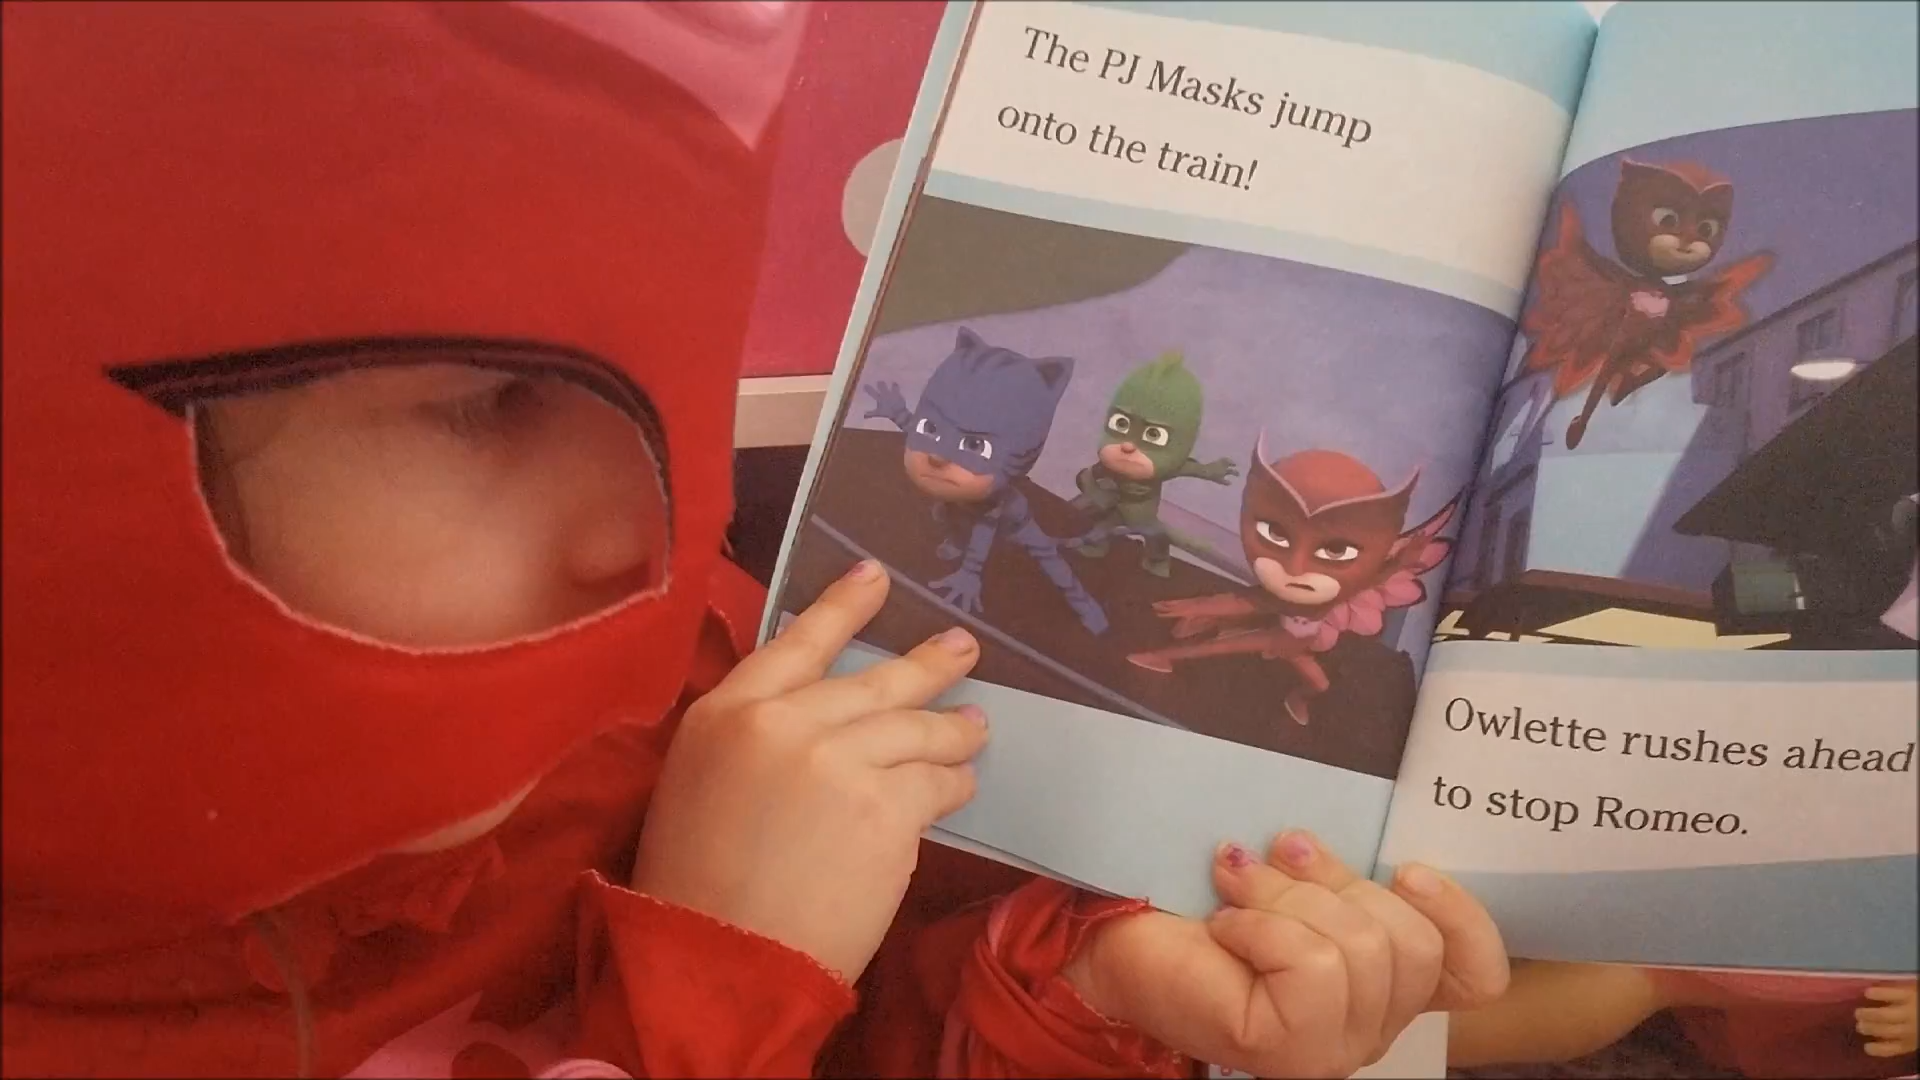 The PJ Masks jump
onto the train!
Owlette rushes ahead
to stop Romeo.